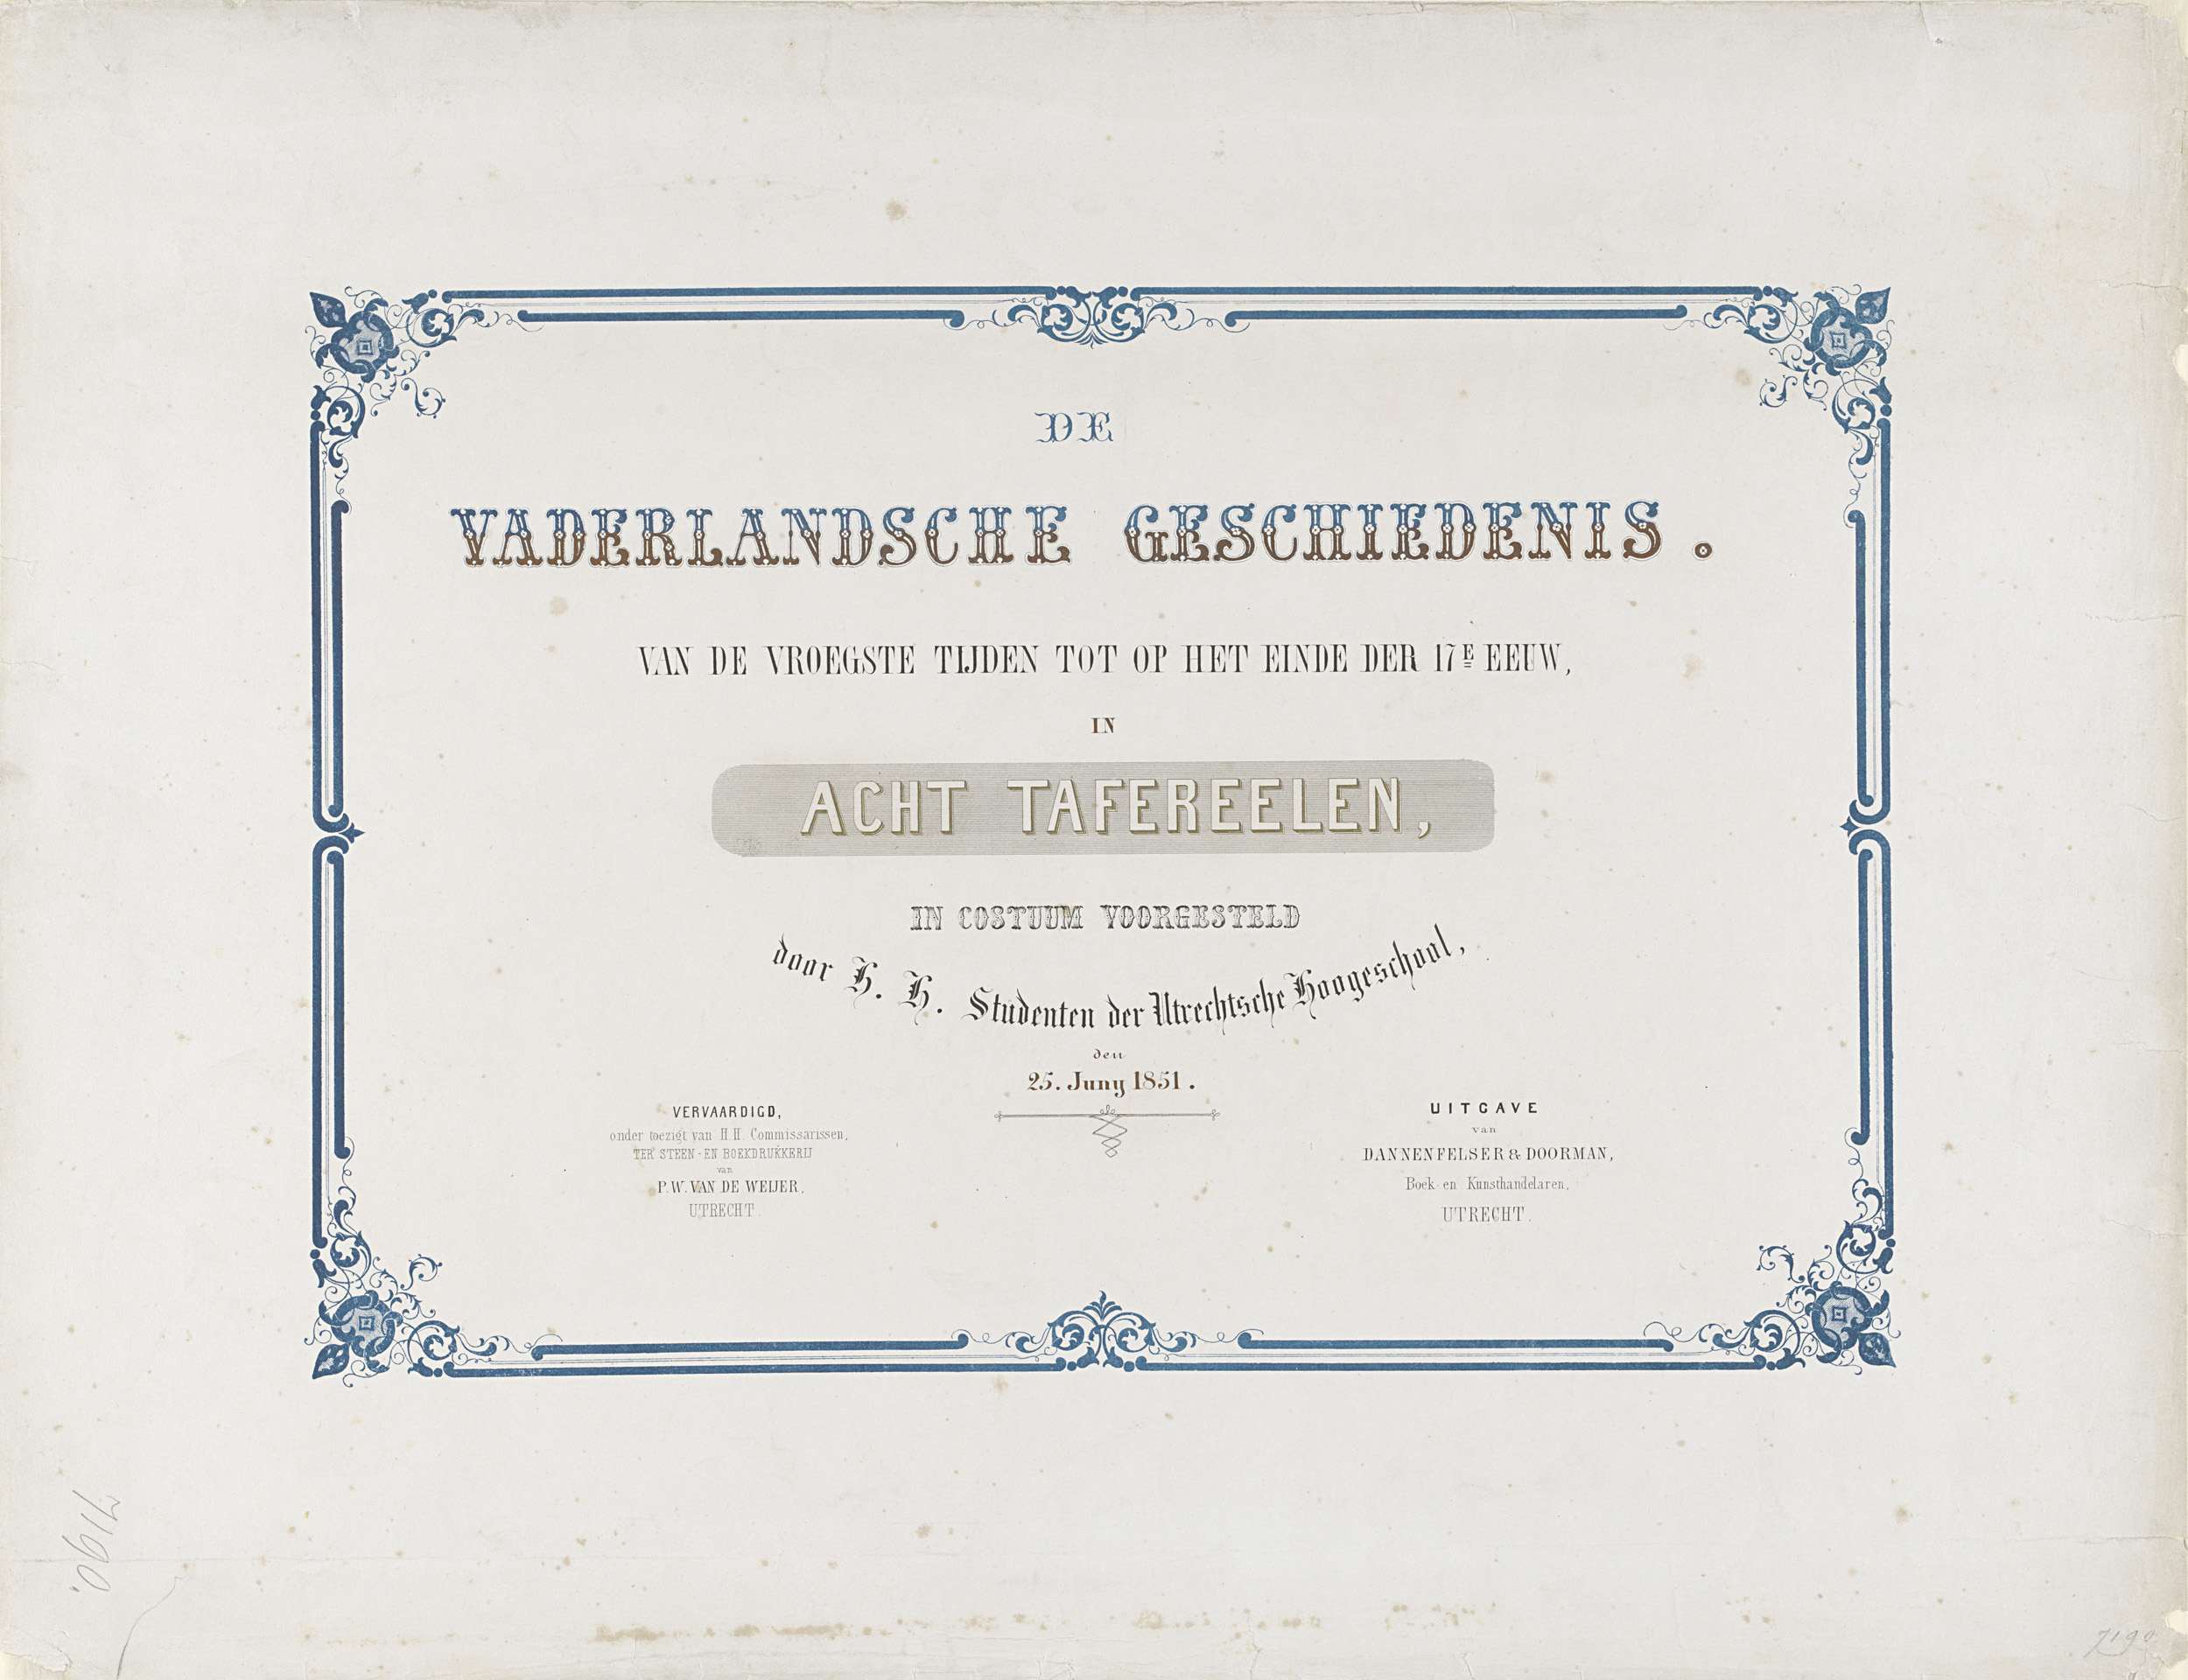 DE
VADERLANDSCHE GESCHIEDENIS.
VAN DE VROEGSTE TIJDEN TOT OP HET EINDE DER 17E EEUW,
IN
ACHT TAFEREELEN,
IN COSTUUM VOORGESTELD
door H. H. Studenten der Utrechtsche Hoogeschool,
den
25. Juny 1851.
VERVAARDIGD,
onder toezigt van H.H. Commissarissen,
TER STEEN-EN BOEKDRUKKERIJ
van
P.W. VAN DE WEIJER,
UTRECHT.
UITGAVE
van
DANNENFELSER & DOORMAN,
Boek- en Kunsthandelaren,
UTRECHT.
7190.
7190